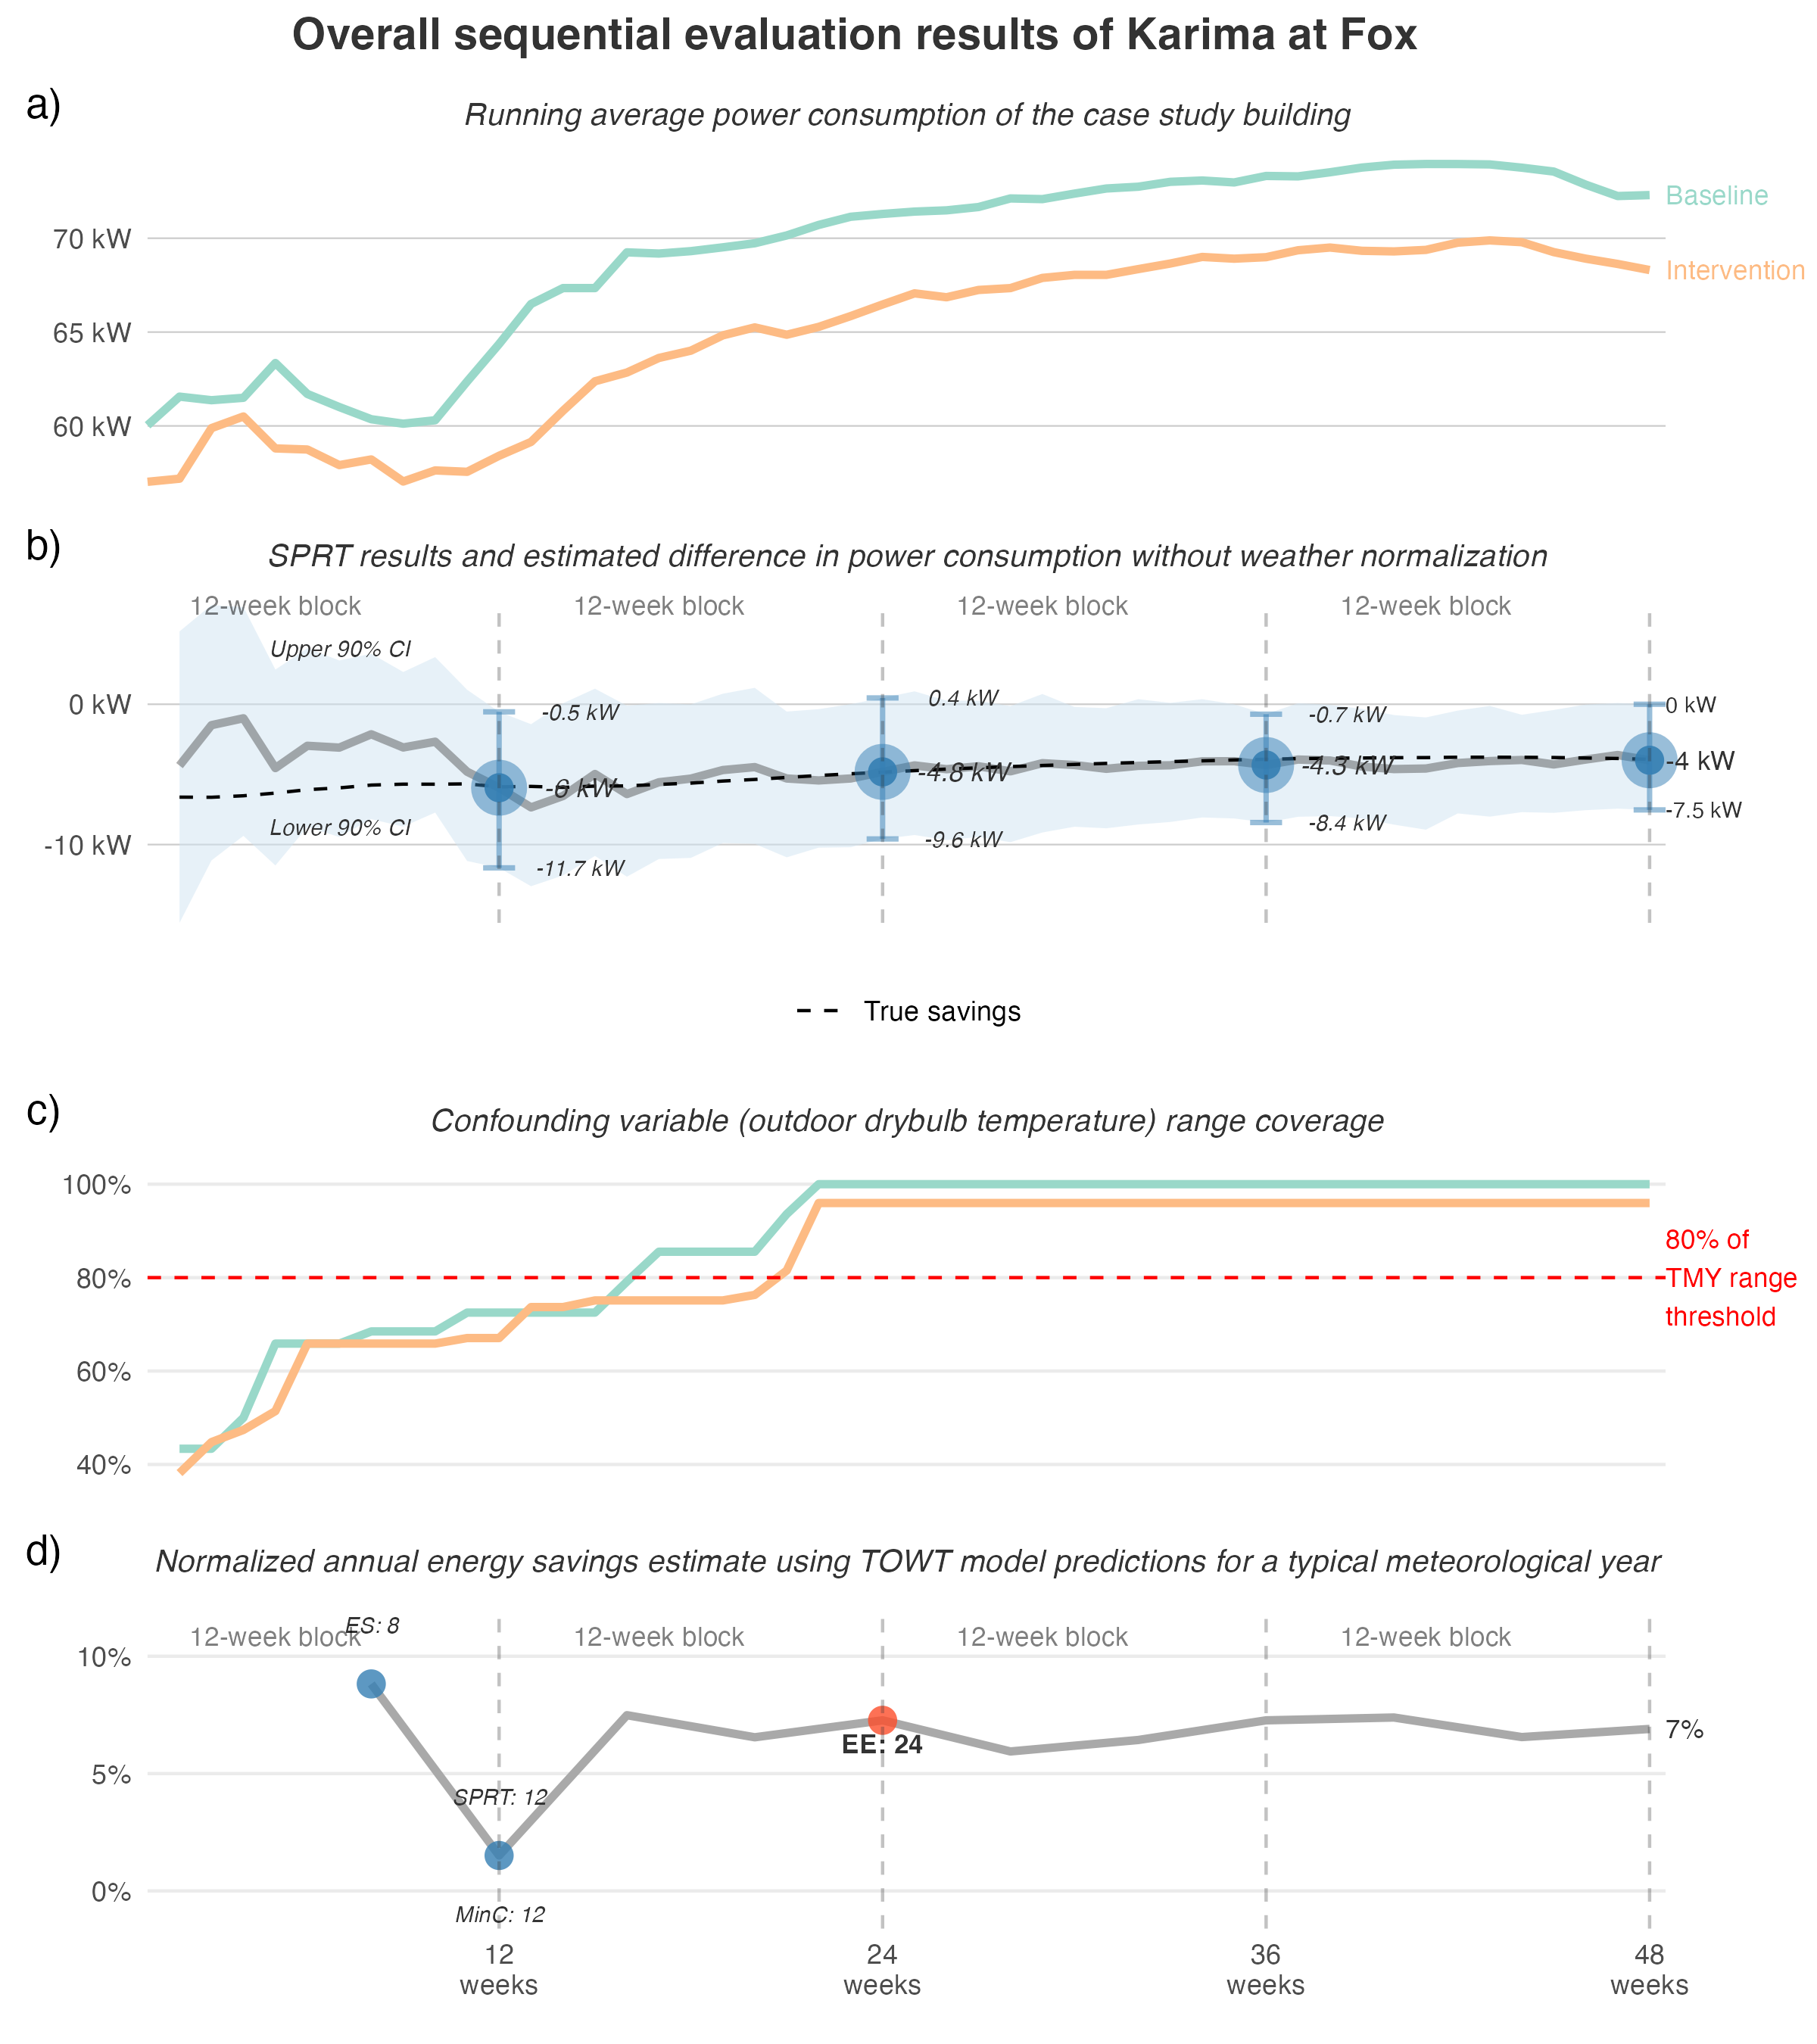 Overall sequential evaluation results of Karima at Fox
a)
Running average power consumption of the case study building
Baseline
70 kW
Intervention
65 kW
60 kW
b)
SPRT results and estimated difference in power consumption without weather normalization
12-week block
12-week block
12-week block
12-week block
Upper 90% CI
0 kW
-0.5 kW
0.4 kW
-0.7 kW
0 kW
-6 kW
-4.8 kW
-4.3 kW
-4 kW
Lower 90% CI
-10 kW
-11.7 kW
-9.6 kW
-8.4 kW
-7.5 kW
True savings
c)
Confounding variable (outdoor drybulb temperature) range coverage
100%
80%
60%
40%
80% of
TMY range
threshold
d)
Normalized annual energy savings estimate using TOWT model predictions for a typical meteorological year
ES: 8
12-week block
12-week block
12-week block
12-week block
10%
EE: 24
7%
5%
SPRT: 12
0%
MinC: 12
12
weeks
24
weeks
36
weeks
48
weeks